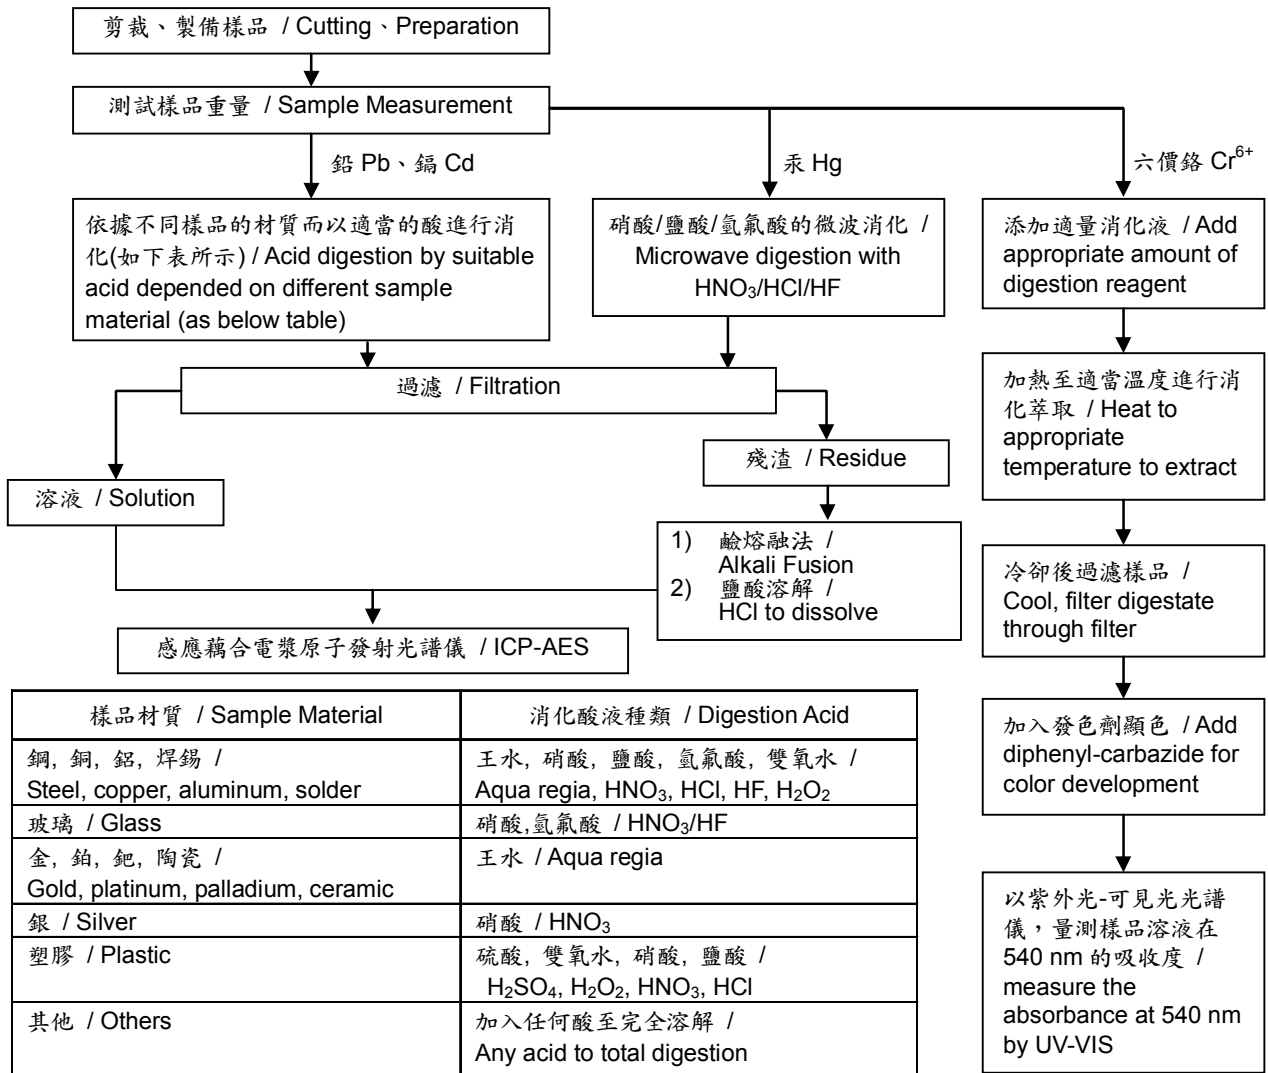 剪裁、製備樣品 / Cutting、Preparation
測試樣品重量 / Sample Measurement
鉛 Pb、鎘 Cd
汞 Hg
六價鉻 Cr⁶⁺
依據不同樣品的材質而以適當的酸進行消
化(如下表所示) / Acid digestion by suitable
acid depended on different sample
material (as below table)
硝酸/鹽酸/氫氟酸的微波消化 /
Microwave digestion with
HNO₃/HCl/HF
添加適量消化液 / Add
appropriate amount of
digestion reagent
過濾 / Filtration
加熱至適當溫度進行消
化萃取 / Heat to
appropriate
temperature to extract
殘渣 / Residue
溶液 / Solution
1) 鹼熔融法 /
Alkali Fusion
2) 鹽酸溶解 /
HCl to dissolve
冷卻後過濾樣品 /
Cool, filter digestate
through filter
感應藕合電漿原子發射光譜儀 / ICP-AES
加入發色劑顯色 / Add
diphenyl-carbazide for
color development
以紫外光-可見光光譜
儀，量測樣品溶液在
540 nm 的吸收度 /
measure the
absorbance at 540 nm
by UV-VIS
樣品材質 / Sample Material
消化酸液種類 / Digestion Acid
鋼, 銅, 鋁, 焊錫 /
Steel, copper, aluminum, solder
王水, 硝酸, 鹽酸, 氫氟酸, 雙氧水 /
Aqua regia, HNO₃, HCl, HF, H₂O₂
玻璃 / Glass
硝酸,氫氟酸 / HNO₃/HF
金, 鉑, 鈀, 陶瓷 /
Gold, platinum, palladium, ceramic
王水 / Aqua regia
銀 / Silver
硝酸 / HNO₃
塑膠 / Plastic
硫酸, 雙氧水, 硝酸, 鹽酸 /
H₂SO₄, H₂O₂, HNO₃, HCl
其他 / Others
加入任何酸至完全溶解 /
Any acid to total digestion